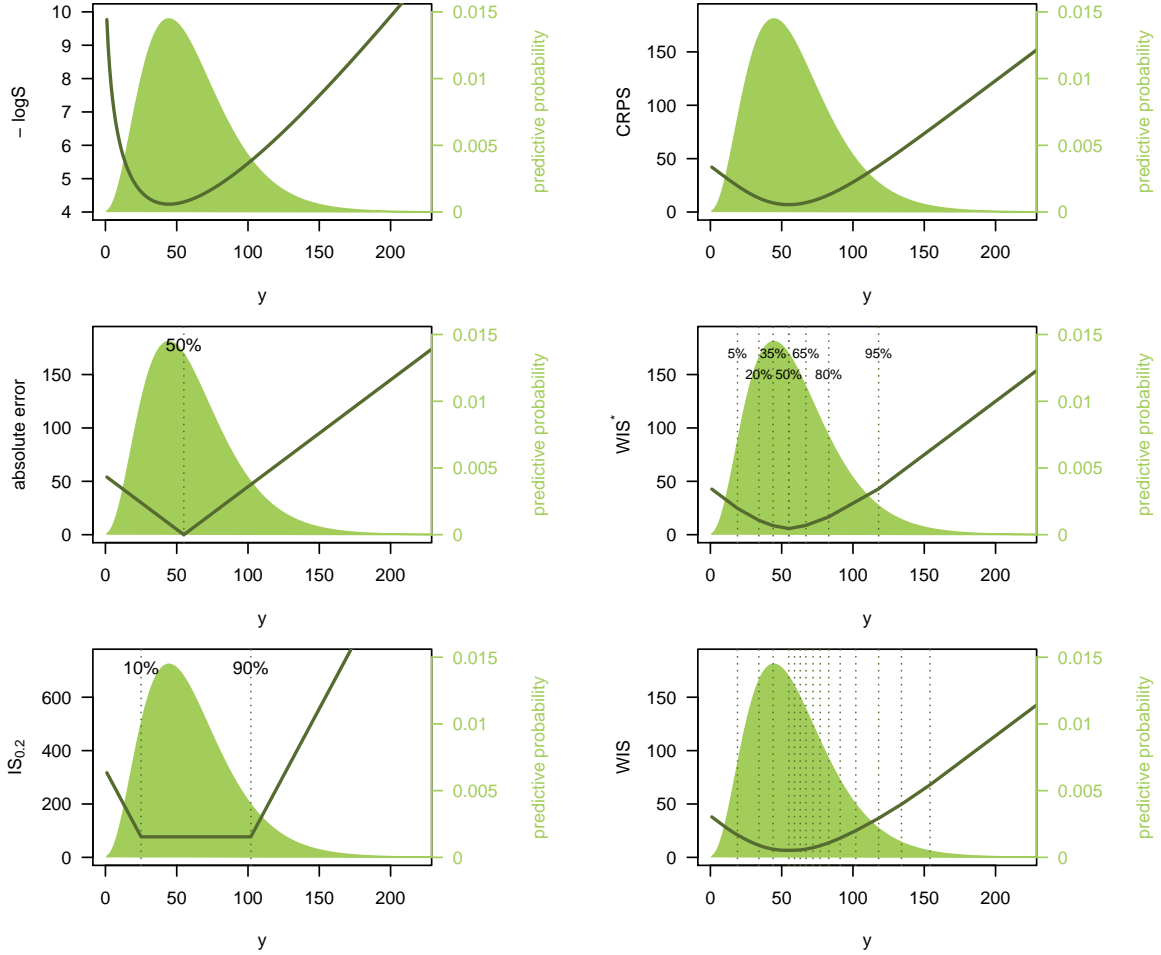 − logS
4 5 6 7 8 9 10
0 50 100 150 200
y
0 0.005 0.01 0.015
predictive probability
CRPS
0 50 100 150
0 50 100 150 200
y
0 0.005 0.01 0.015
predictive probability
absolute error
0 50 100 150
50%
0 50 100 150 200
y
0 0.005 0.01 0.015
predictive probability
WIS*
0 50 100 150
5% 35% 65% 95%
20% 50% 80%
0 50 100 150 200
y
0 0.005 0.01 0.015
predictive probability
IS0.2
0 200 400 600
10% 90%
0 50 100 150 200
y
0 0.005 0.01 0.015
predictive probability
WIS
0 50 100 150
0 50 100 150 200
y
0 0.005 0.01 0.015
predictive probability